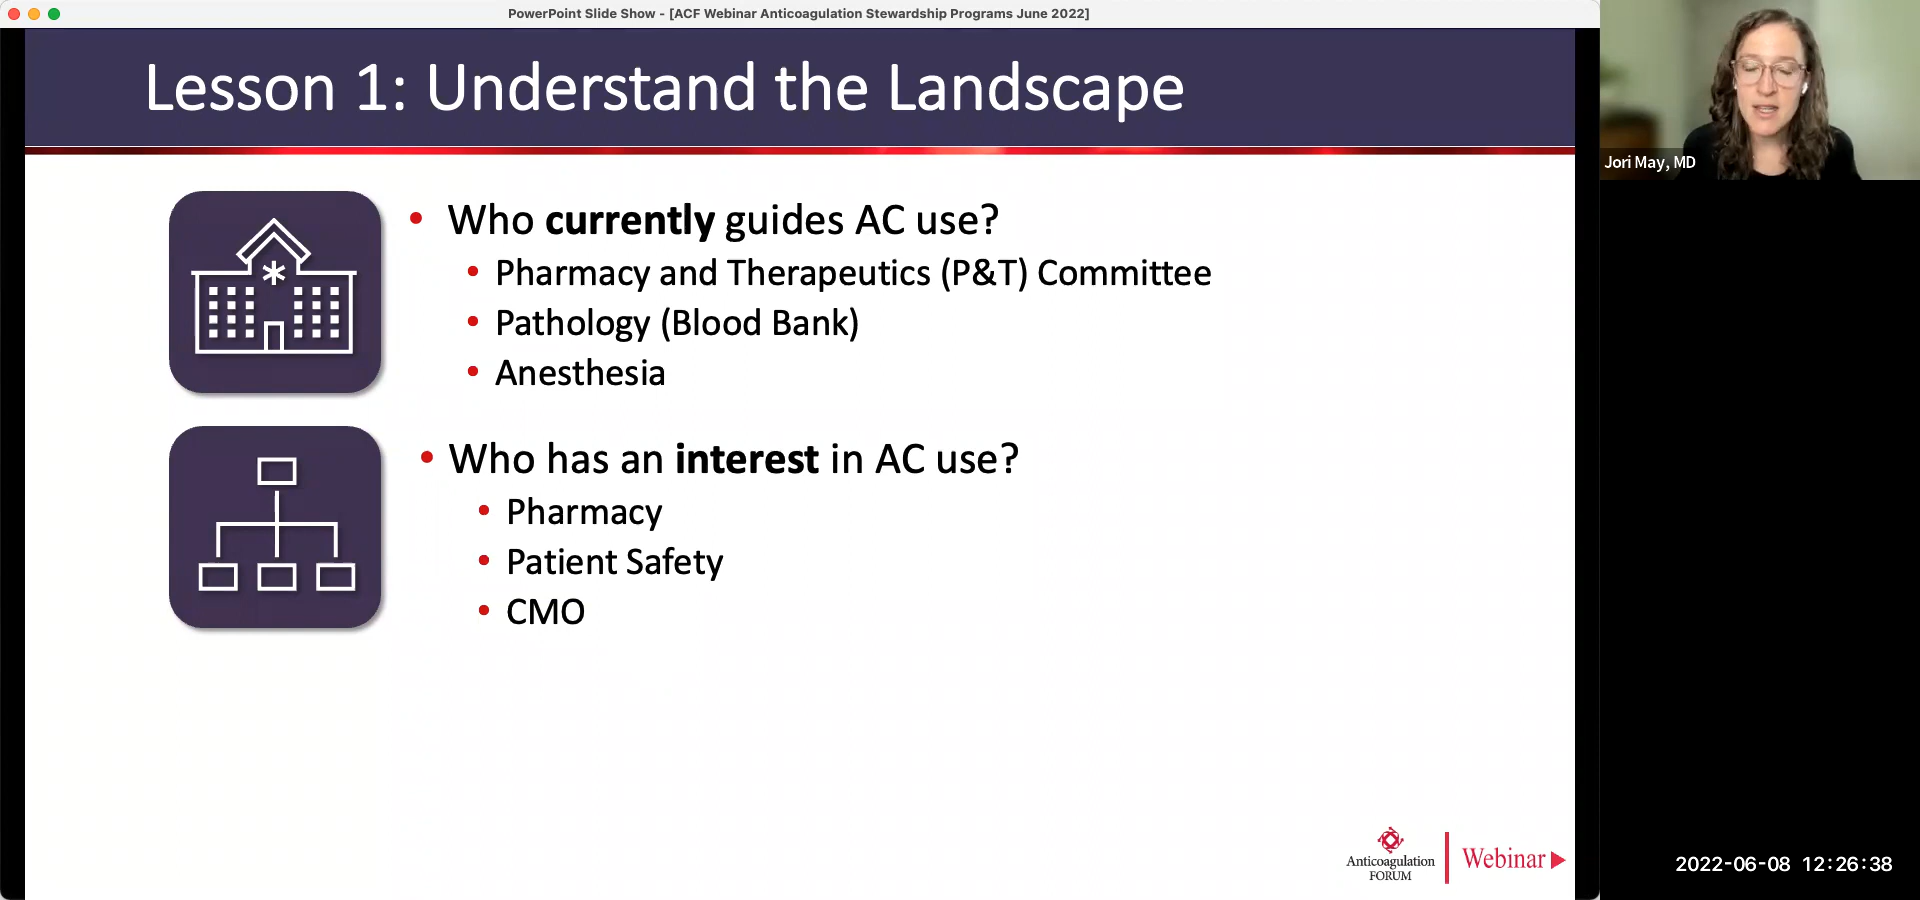 PowerPoint Slide Show - [ACF Webinar Anticoagulation Stewardship Programs June 2022]
Lesson 1: Understand the Landscape
Jori May, MD
Who currently guides AC use?
Pharmacy and Therapeutics (P&T) Committee
Pathology (Blood Bank)
Anesthesia
Who has an interest in AC use?
Pharmacy
Patient Safety
CMO
Anticoagulation
FORUM
Webinar
2022-06-08 12:26:38